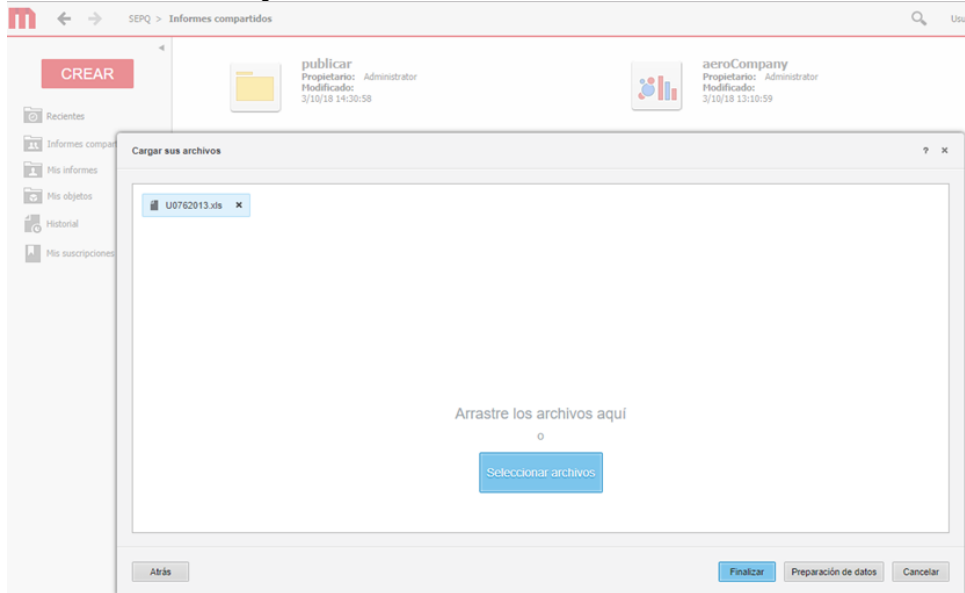 SEPQ > Informes compartidos
Usu
CREAR
publicar
Propietario: Administrator
Modificado:
3/10/18 14:30:58
aeroCompany
Propietario: Administrator
Modificado:
3/10/18 13:10:59
Recientes
Informes compart
Mis informes
Mis objetos
Historial
Mis suscripciones
Cargar sus archivos ? ×
U0762013.xls ×
Arrastre los archivos aquí
o
Seleccionar archivos
Atrás Finalizar Preparación de datos Cancelar